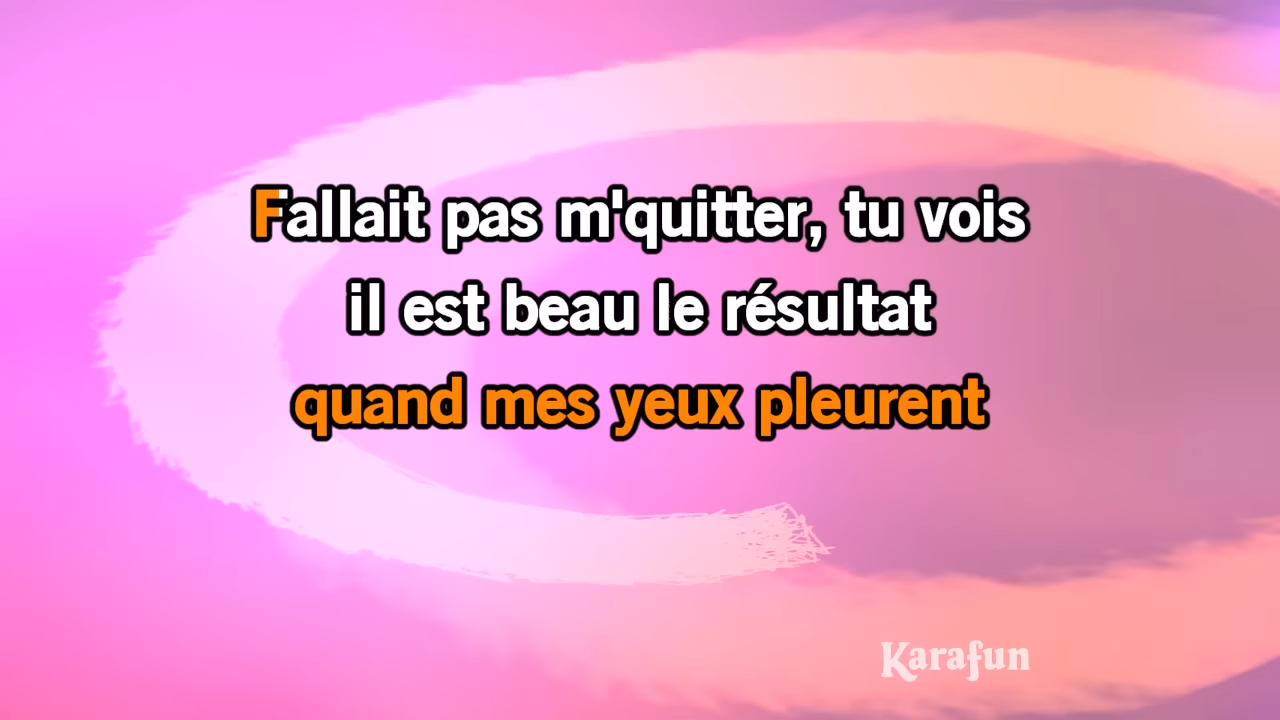 Fallait pas m'quitter, tu vois
il est beau le résultat
quand mes yeux pleurent
Karafun